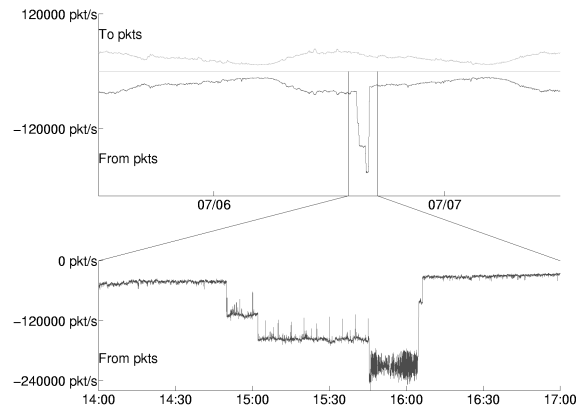 120000 pkt/s
To pkts
−120000 pkt/s
From pkts
07/06 07/07
0 pkt/s
−120000 pkt/s
From pkts
−240000 pkt/s
14:00 14:30 15:00 15:30 16:00 16:30 17:00